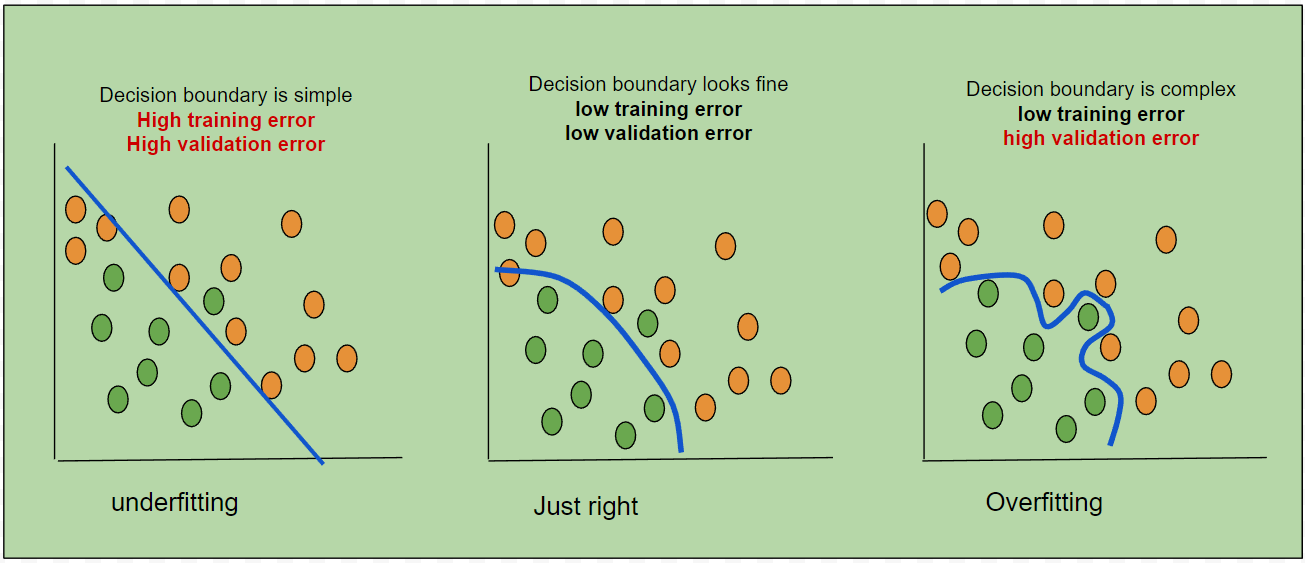 Decision boundary is simple
High training error
High validation error
Decision boundary looks fine
low training error
low validation error
Decision boundary is complex
low training error
high validation error
underfitting
Just right
Overfitting